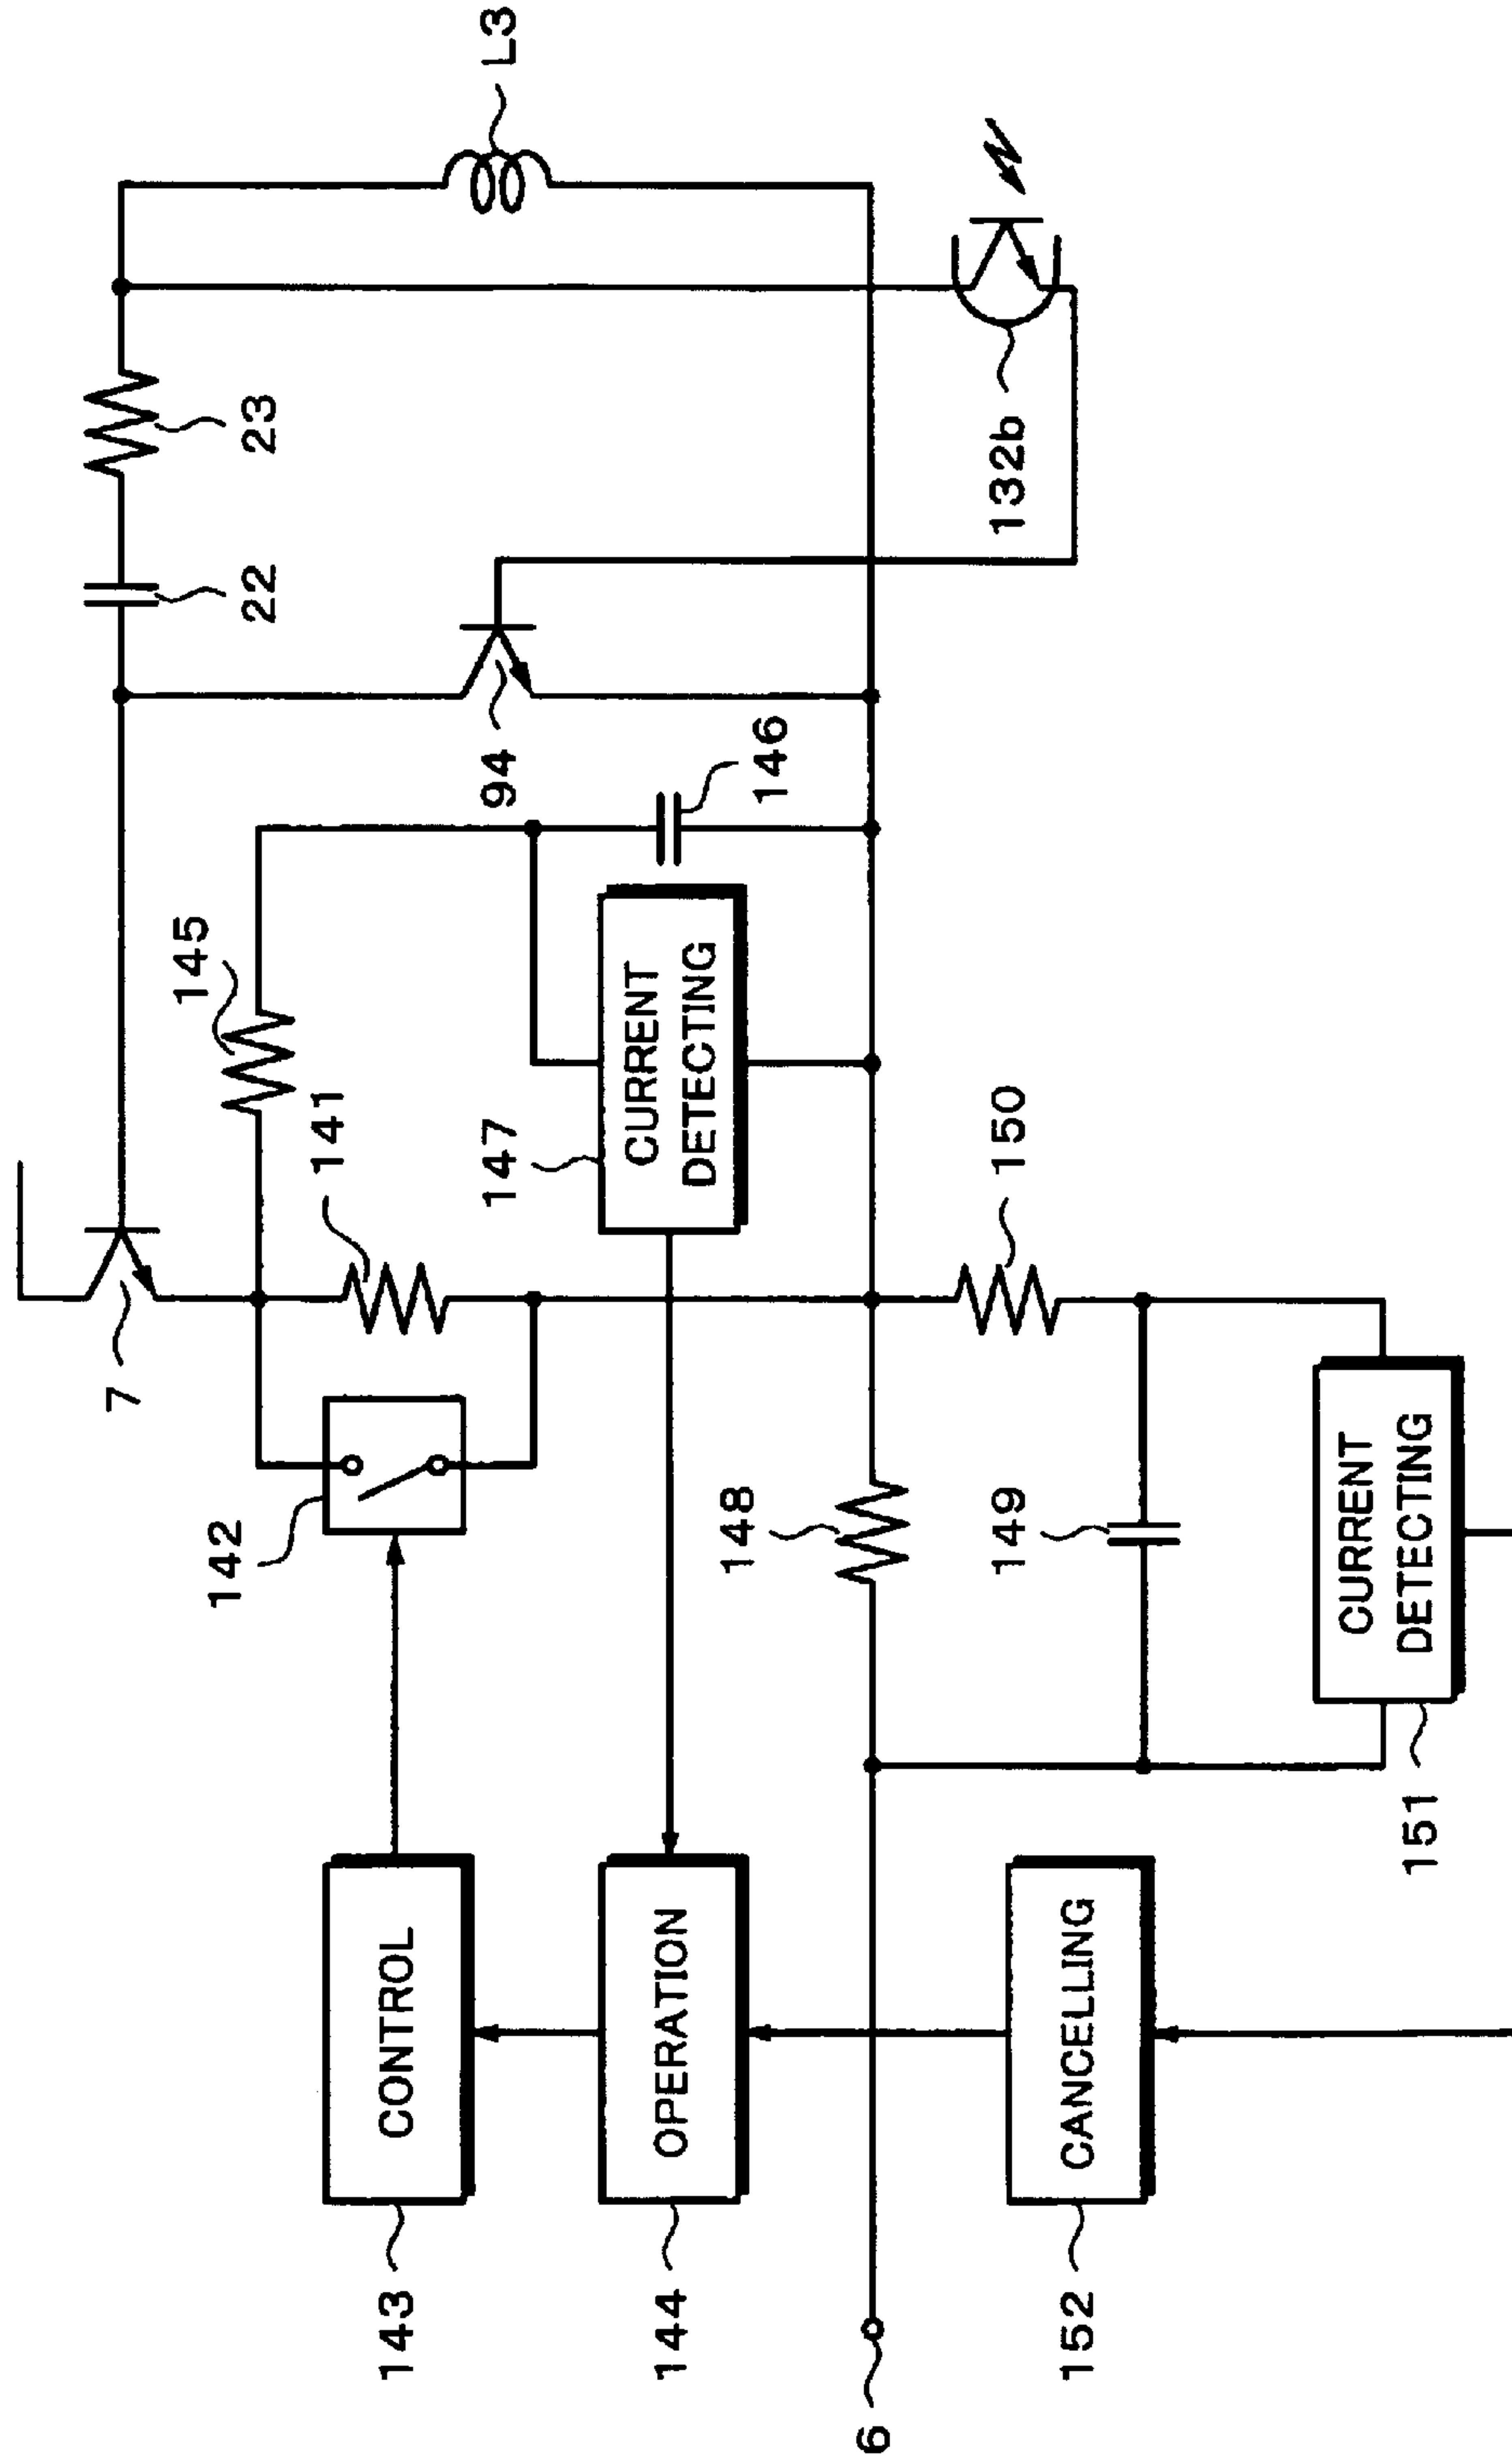 L3
23
22
132b
94
146
145
141
147
CURRENT
DETECTING
150
7
142
148
149
CURRENT
DETECTING
151
143
CONTROL
144
OPERATION
152
CANCELLING
6